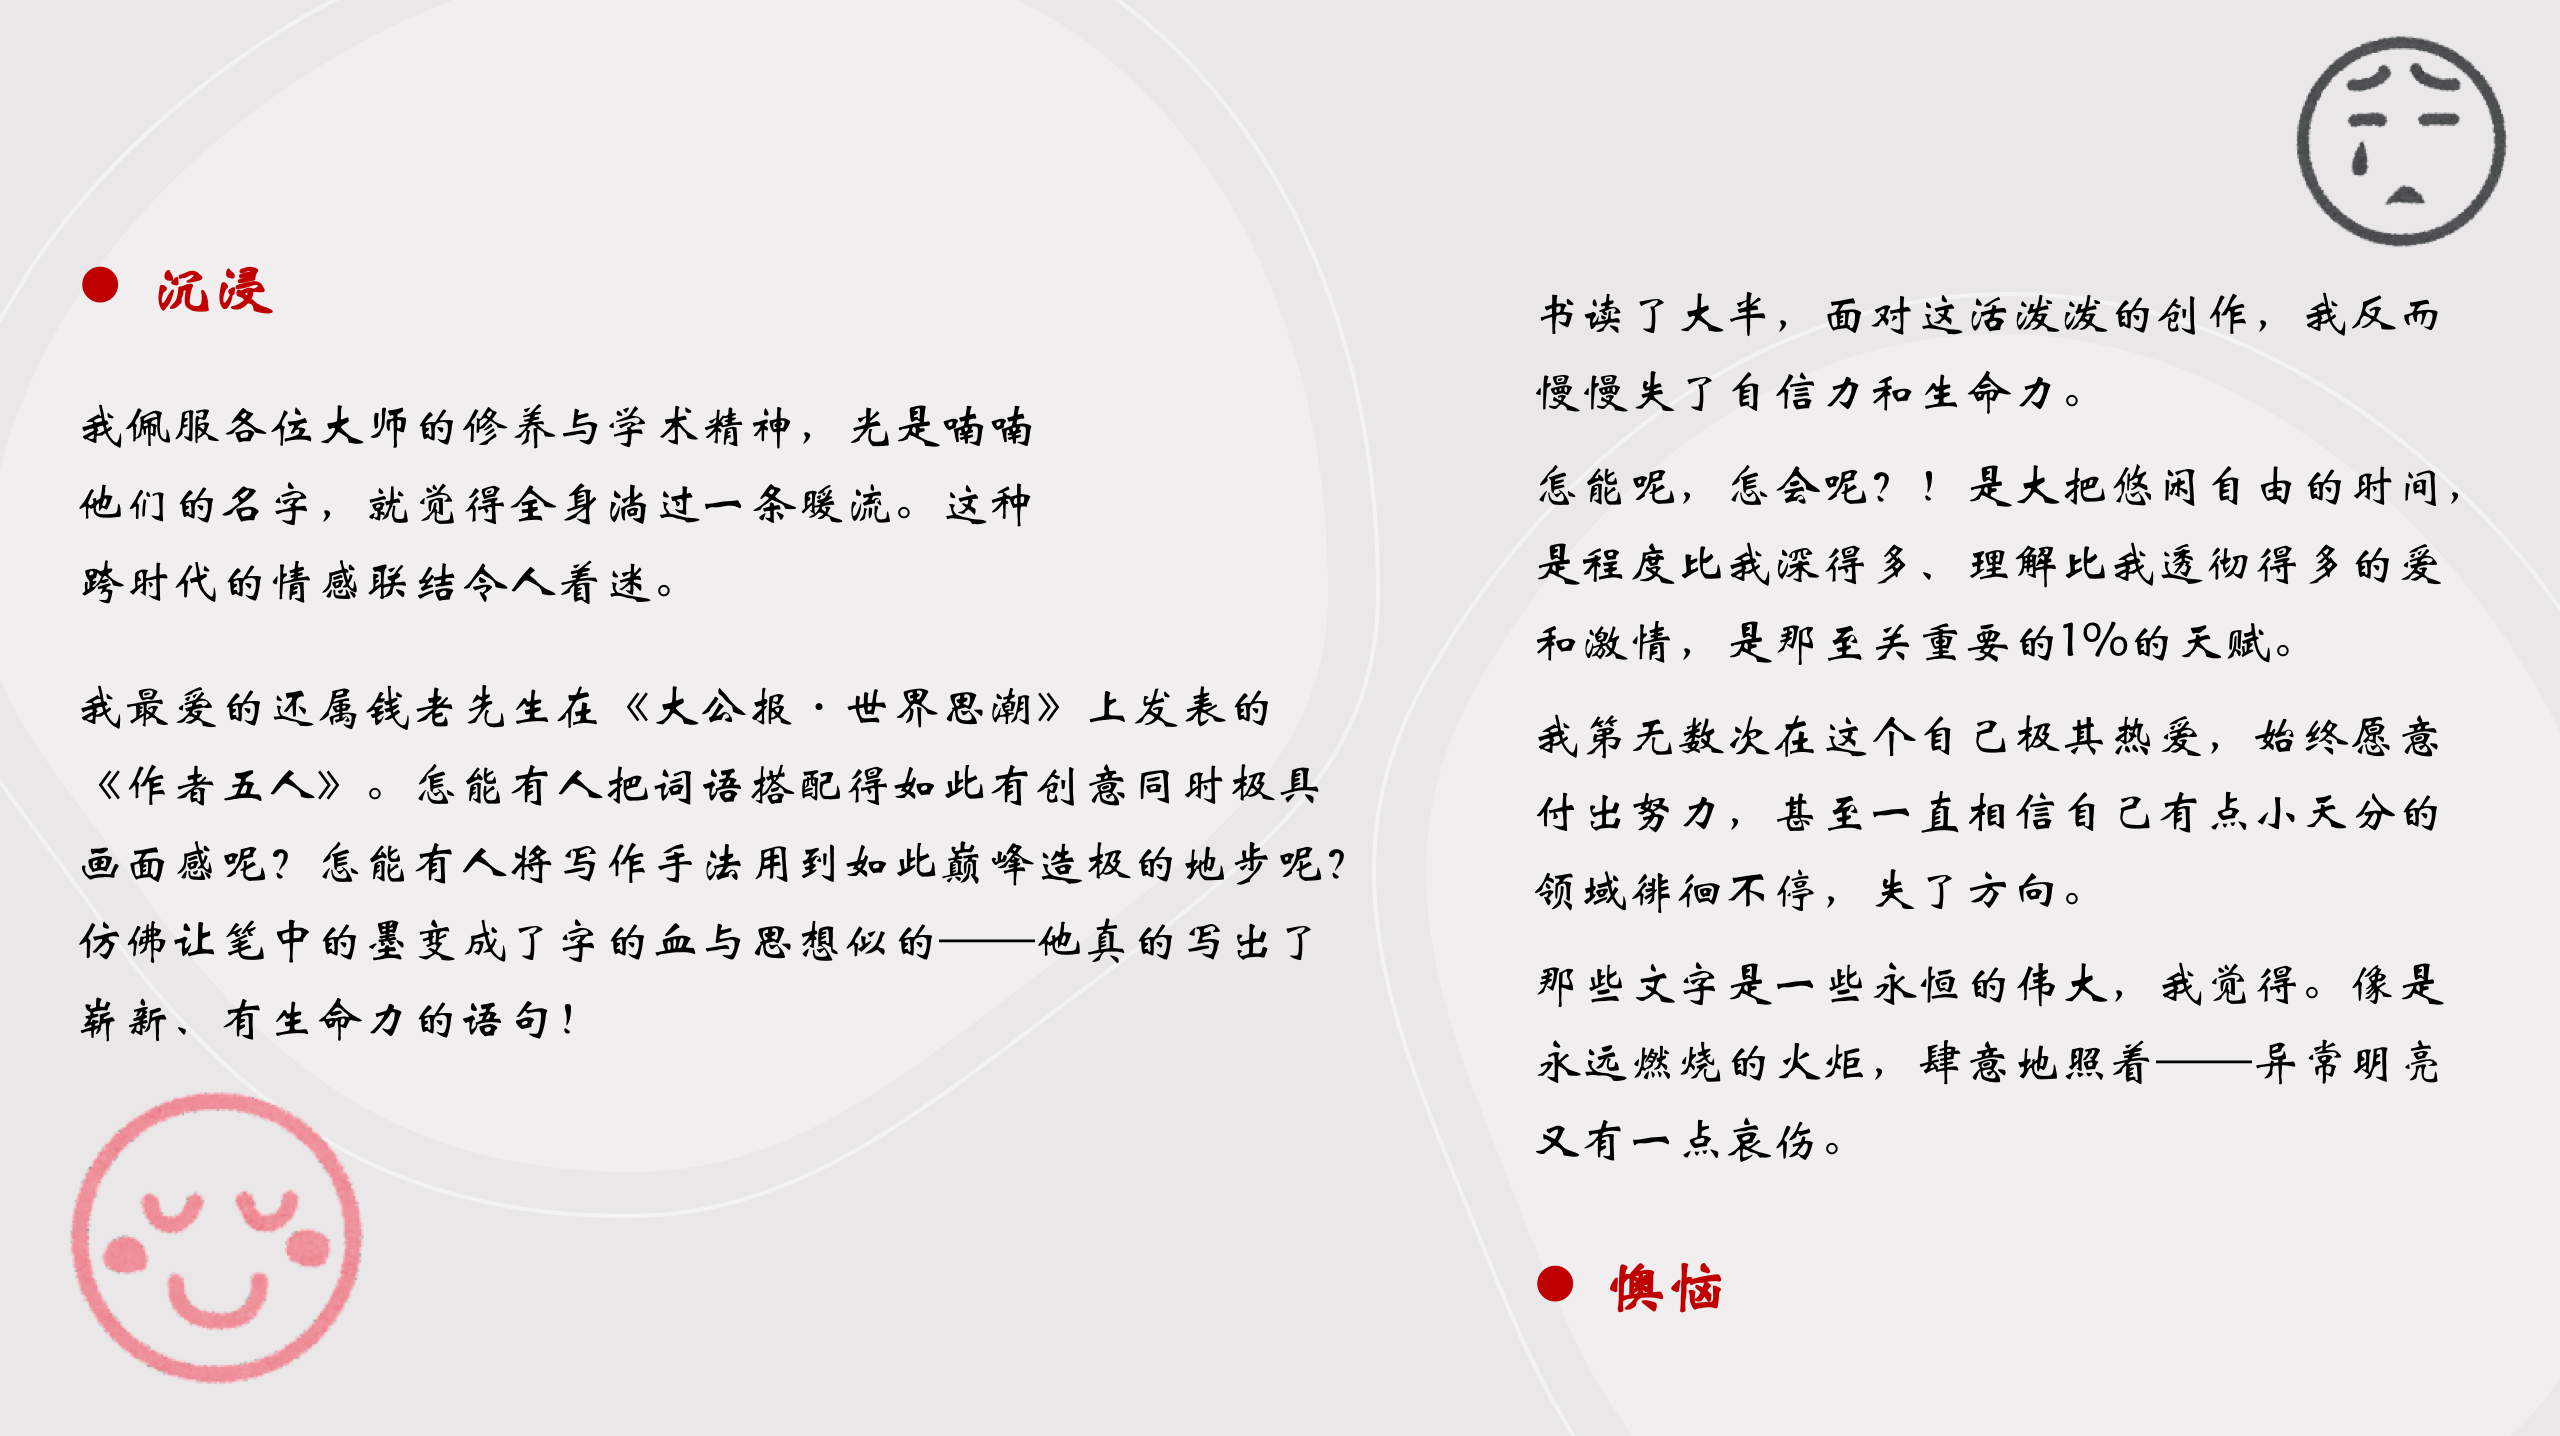 沉浸
我佩服各位大师的修养与学术精神，光是喃喃
他们的名字，就觉得全身淌过一条暖流。这种
跨时代的情感联结令人着迷。
我最爱的还属钱老先生在《大公报·世界思潮》上发表的
《作者五人》。怎能有人把词语搭配得如此有创意同时极具
画面感呢？怎能有人将写作手法用到如此巅峰造极的地步呢？
仿佛让笔中的墨变成了字的血与思想似的——他真的写出了
崭新、有生命力的语句！
书读了大半，面对这活泼泼的创作，我反而
慢慢失了自信力和生命力。
怎能呢，怎会呢？！是大把悠闲自由的时间，
是程度比我深得多、理解比我透彻得多的爱
和激情，是那至关重要的1%的天赋。
我第无数次在这个自己极其热爱，始终愿意
付出努力，甚至一直相信自己有点小天分的
领域徘徊不停，失了方向。
那些文字是一些永恒的伟大，我觉得。像是
永远燃烧的火炬，肆意地照着——异常明亮
又有一点哀伤。
懊恼